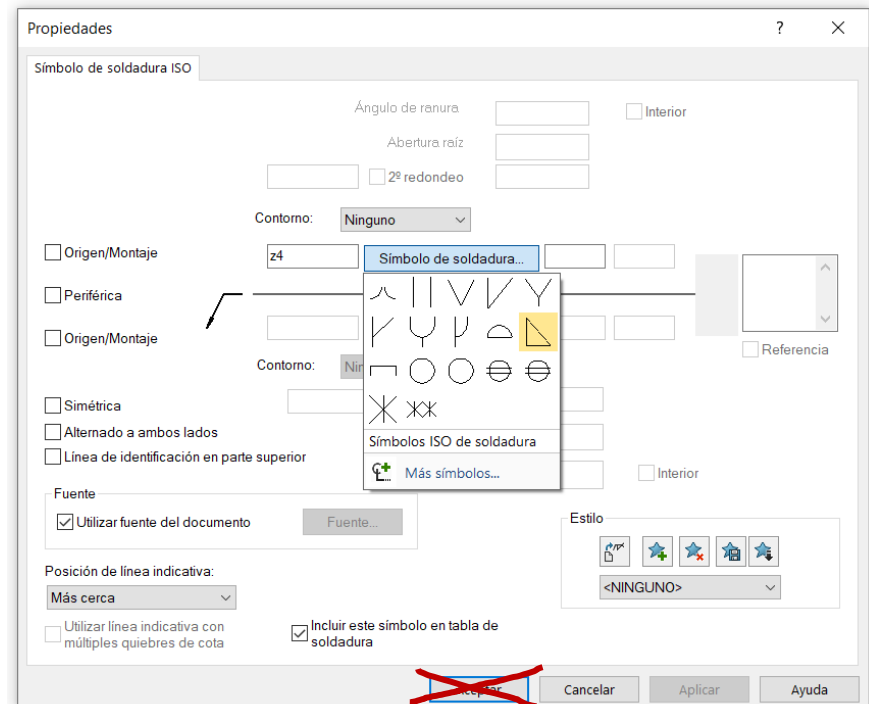 Propiedades
?
Símbolo de soldadura ISO
Ángulo de ranura
Interior
Abertura raíz
2º redondeo
Contorno:
Ninguno
Origen/Montaje
z4
Símbolo de soldadura...
Periférica
Origen/Montaje
Referencia
Contorno:
Nin
Simétrica
Alternado a ambos lados
Símbolos ISO de soldadura
Línea de identificación en parte superior
Más símbolos...
Interior
Fuente
Utilizar fuente del documento
Fuente...
Estilo
<NINGUNO>
Posición de línea indicativa:
Más cerca
Utilizar línea indicativa con
múltiples quiebres de cota
Incluir este símbolo en tabla de
soldadura
Aceptar
Cancelar
Aplicar
Ayuda